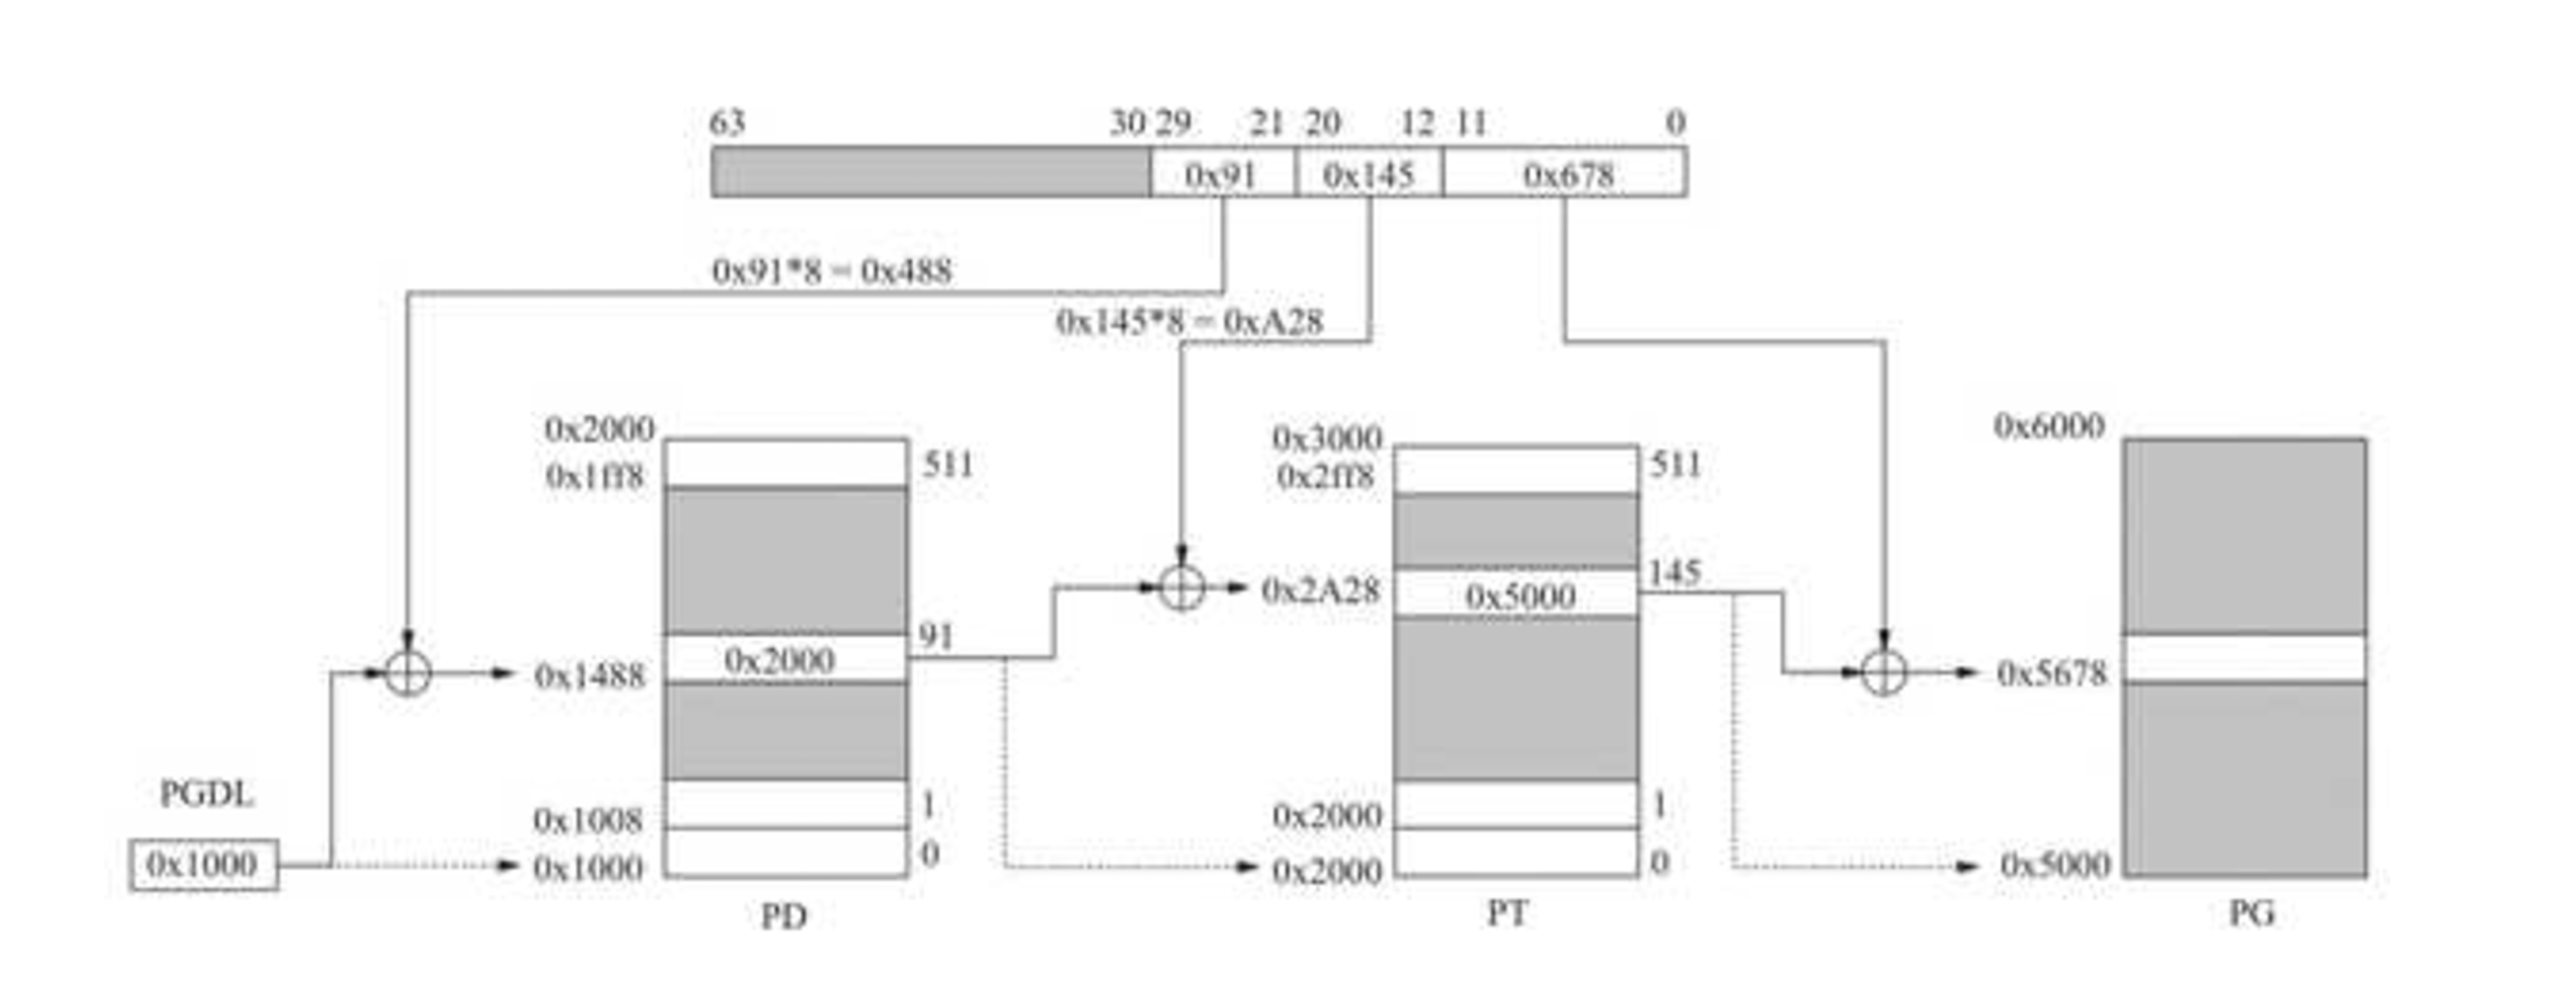 63 30 29 21 20 12 11 0
0x91 0x145 0x678
0x91*8 = 0x488
0x145*8 = 0xA28
0x2000
0x1ff8
511
91
0x2000
0x1488
PGDL
0x1000
0x1008
1
0x1000
0
PD
0x3000
0x2ff8
511
145
0x2A28
0x5000
0x2000
1
0x2000
0
PT
0x6000
0x5678
0x5000
PG